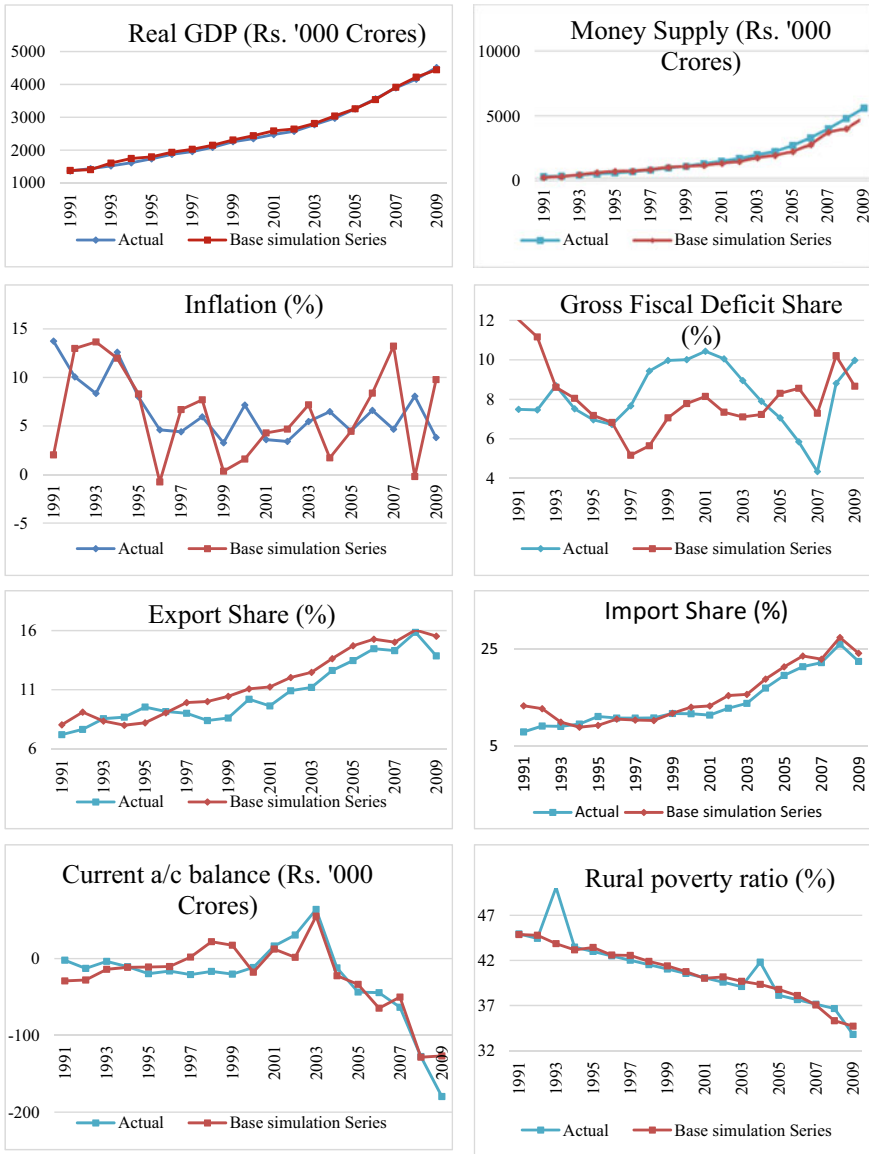 Real GDP (Rs. '000 Crores)
5000
4000
3000
2000
1000
1991 1993 1995 1997 1999 2001 2003 2005 2007 2009
Actual Base simulation Series
Money Supply (Rs. '000
Crores)
10000
5000
0
1991 1993 1995 1997 1999 2001 2003 2005 2007 2009
Actual Base simulation Series
Inflation (%)
15
10
5
0
-5
1991 1993 1995 1997 1999 2001 2003 2005 2007 2009
Actual Base simulation Series
Gross Fiscal Deficit Share
(%)
12
10
8
6
4
1991 1993 1995 1997 1999 2001 2003 2005 2007 2009
Actual Base simulation Series
Export Share (%)
16
11
6
1991 1993 1995 1997 1999 2001 2003 2005 2007 2009
Actual Base simulation Series
Import Share (%)
25
5
1991 1993 1995 1997 1999 2001 2003 2005 2007 2009
Actual Base simulation Series
Current a/c balance (Rs. '000
Crores)
0
-100
-200
1991 1993 1995 1997 1999 2001 2003 2005 2007 2009
Actual Base simulation Series
Rural poverty ratio (%)
47
42
37
32
1991 1993 1995 1997 1999 2001 2003 2005 2007 2009
Actual Base simulation Series